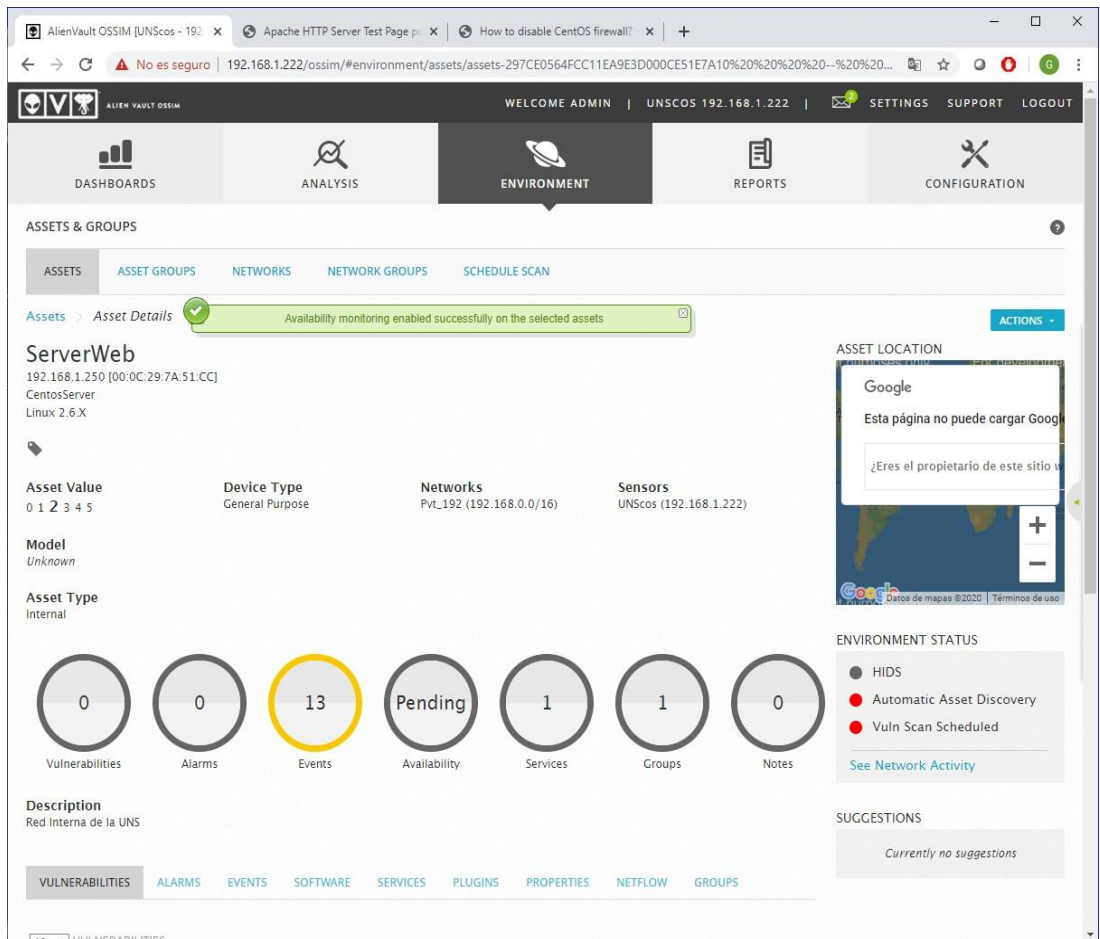 AlienVault OSSIM [UNScos - 192
Apache HTTP Server Test Page po
How to disable CentOS firewall?
No es seguro | 192.168.1.222/ossim/#environment/assets/assets-297CE0564FCC11EA9E3D000CE51E7A10%20%20%20%20--%20%20...
G
ALIEN VAULT OSSIM
WELCOME ADMIN | UNSCOS 192.168.1.222 | 2 SETTINGS SUPPORT LOGOUT
DASHBOARDS
ANALYSIS
ENVIRONMENT
REPORTS
CONFIGURATION
ASSETS & GROUPS
ASSETS
ASSET GROUPS
NETWORKS
NETWORK GROUPS
SCHEDULE SCAN
Assets > Asset Details
Availability monitoring enabled successfully on the selected assets
ACTIONS
ServerWeb
192.168.1.250 [00:0C:29:7A:51:CC]
CentosServer
Linux 2.6.X
Asset Value
0 1 2 3 4 5
Device Type
General Purpose
Networks
Pvt_192 (192.168.0.0/16)
Sensors
UNScos (192.168.1.222)
Model
Unknown
Asset Type
Internal
0
Vulnerabilities
0
Alarms
13
Events
Pending
Availability
1
Services
1
Groups
0
Notes
Description
Red Interna de la UNS
VULNERABILITIES
ALARMS
EVENTS
SOFTWARE
SERVICES
PLUGINS
PROPERTIES
NETFLOW
GROUPS
ASSET LOCATION
Google
Esta página no puede cargar Google
¿Eres el propietario de este sitio w
+
−
Google
Datos de mapas ©2020
Términos de uso
ENVIRONMENT STATUS
HIDS
Automatic Asset Discovery
Vuln Scan Scheduled
See Network Activity
SUGGESTIONS
Currently no suggestions